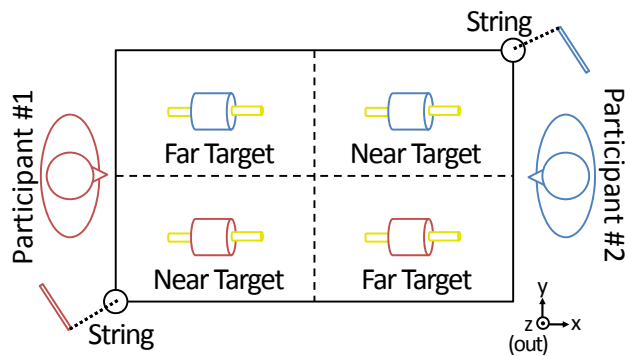 String
Participant #1
Far Target
Near Target
Participant #2
Near Target
Far Target
String
y
z
x
(out)